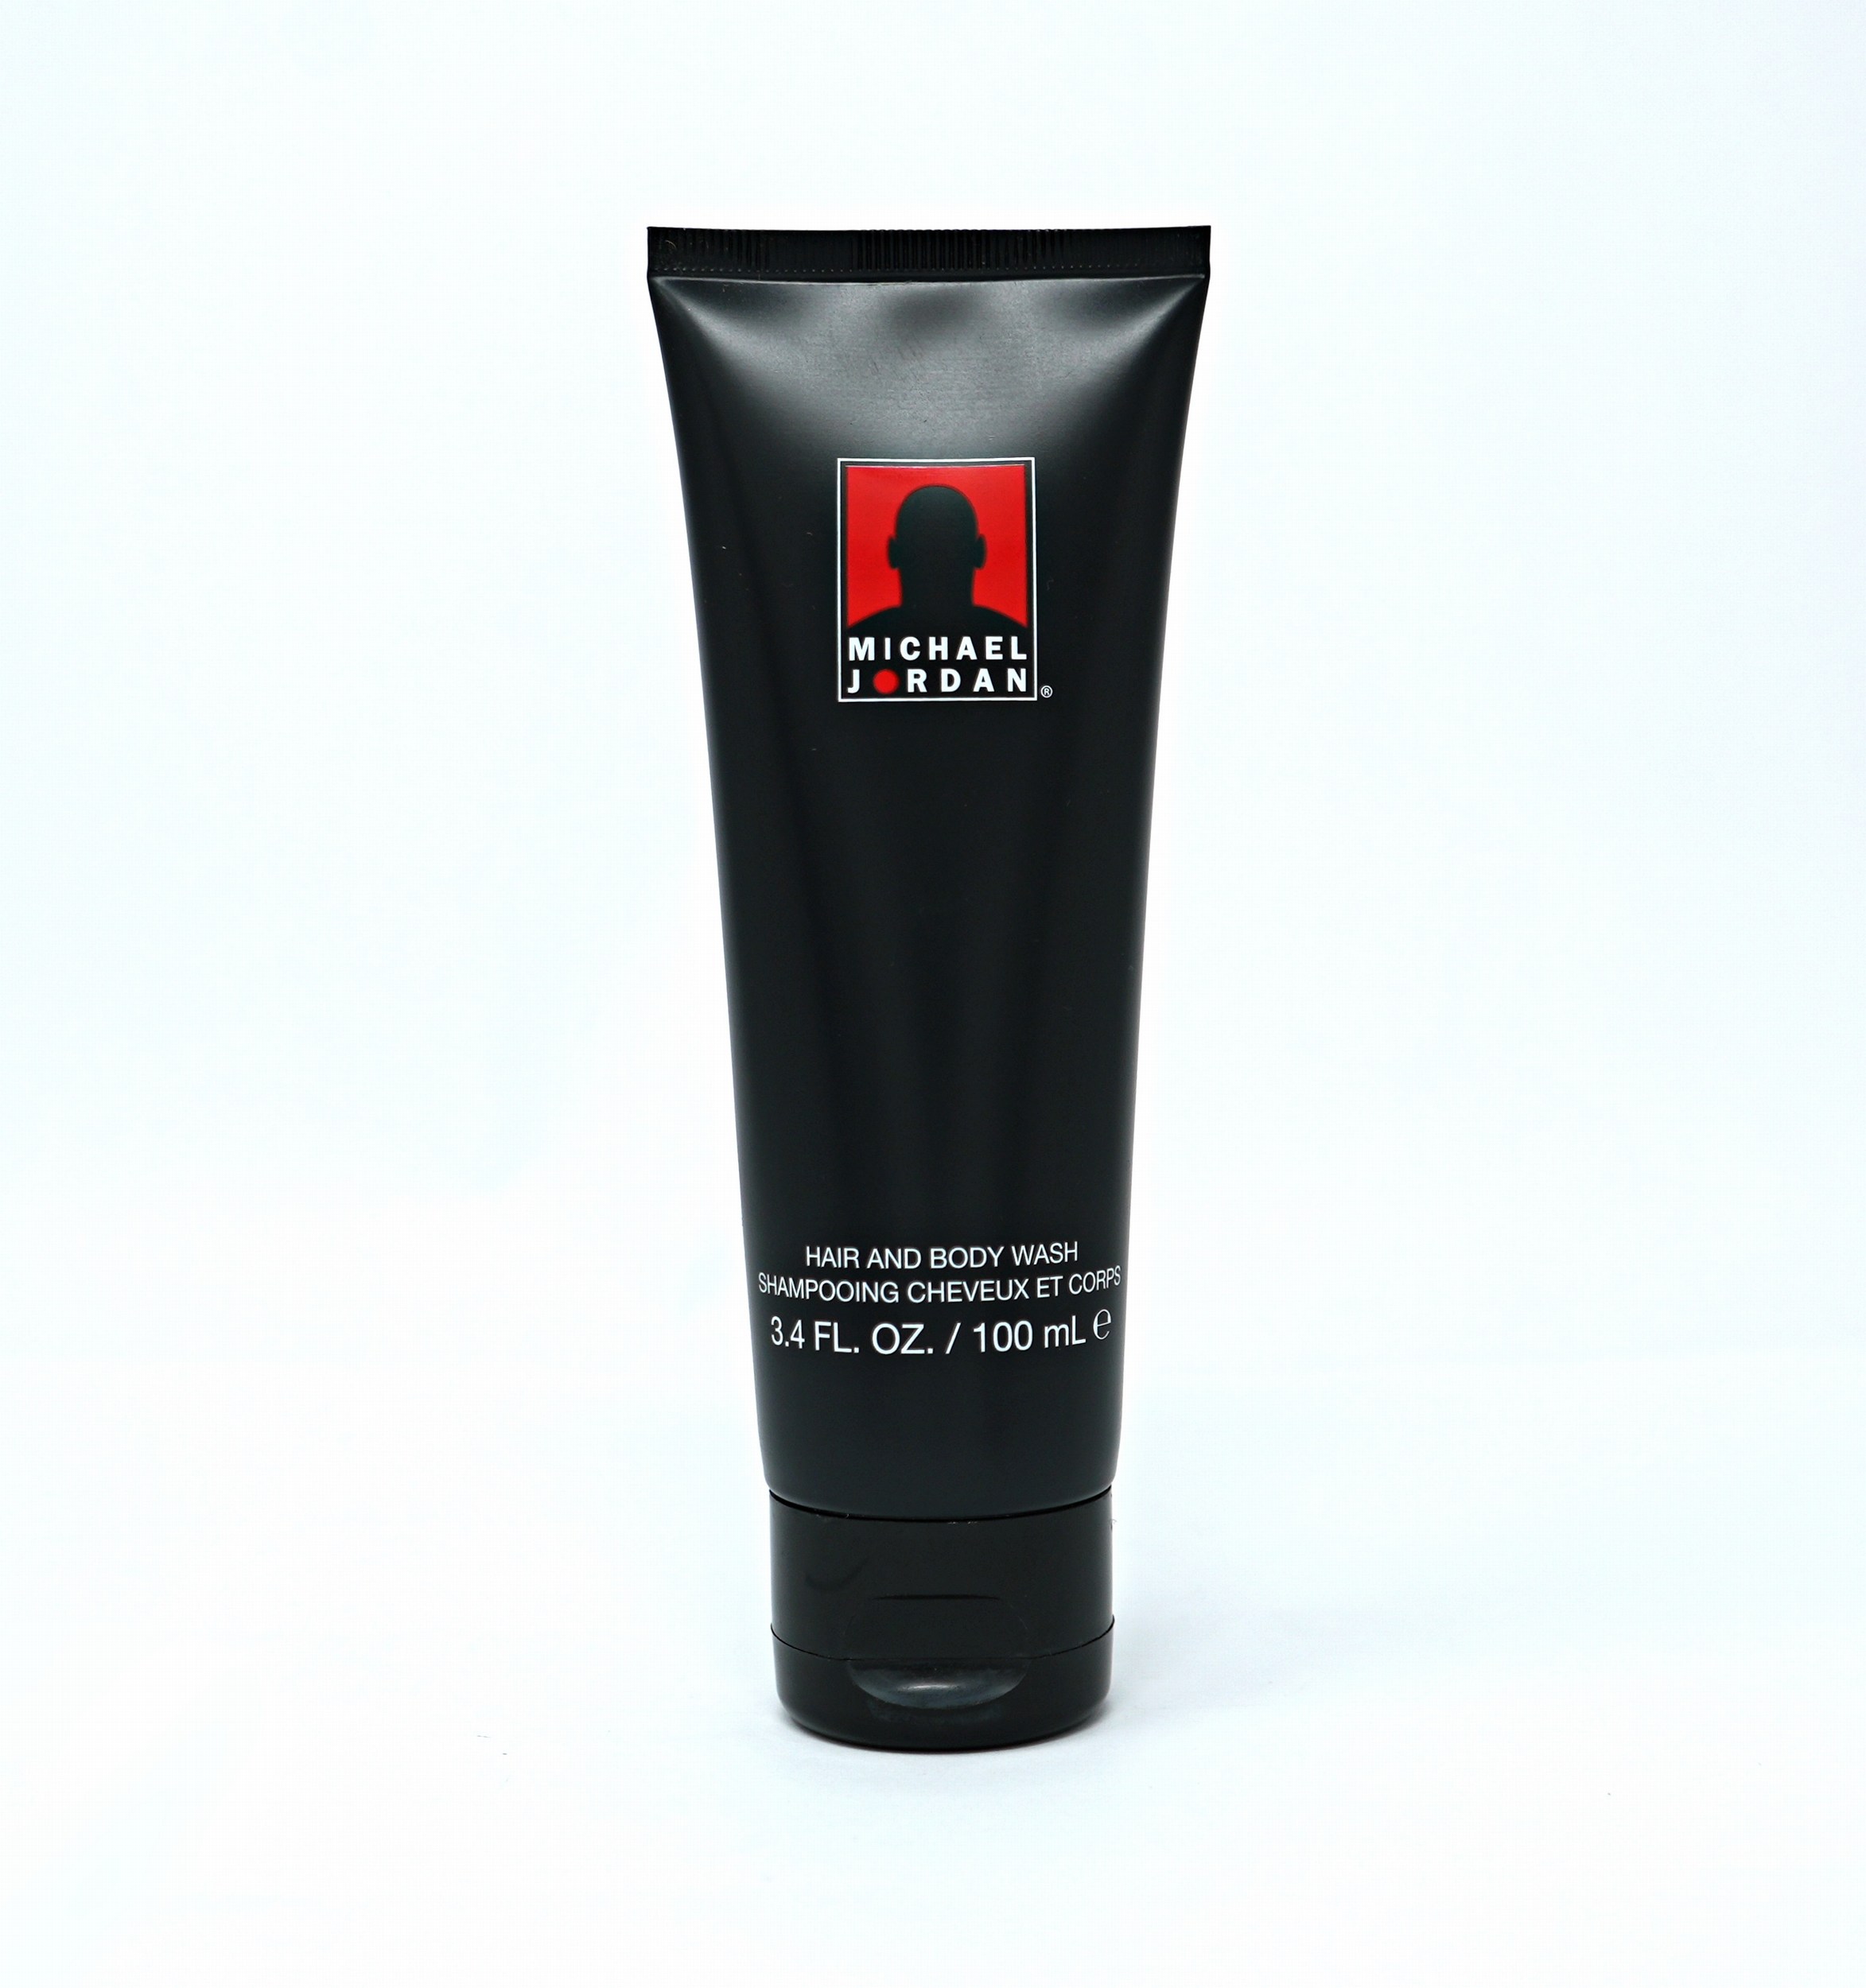 MICHAEL
JORDAN®
HAIR AND BODY WASH
SHAMPOOING CHEVEUX ET CORPS
3.4 FL. OZ. / 100 mL ℮